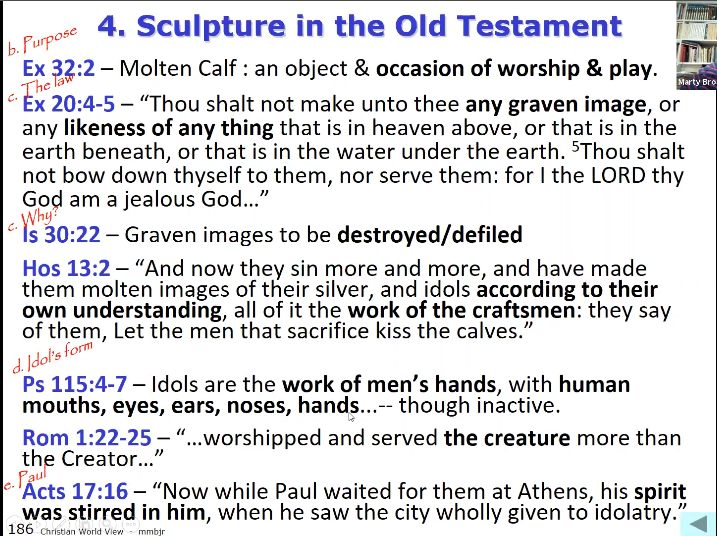 4. Sculpture in the Old Testament
b. Purpose
Ex 32:2 – Molten Calf : an object & occasion of worship & play.
c. The law
Ex 20:4-5 – “Thou shalt not make unto thee any graven image, or
any likeness of any thing that is in heaven above, or that is in the
earth beneath, or that is in the water under the earth. ⁵Thou shalt
not bow down thyself to them, nor serve them: for I the LORD thy
God am a jealous God…”
c. Why?
Is 30:22 – Graven images to be destroyed/defiled
Hos 13:2 – “And now they sin more and more, and have made
them molten images of their silver, and idols according to their
own understanding, all of it the work of the craftsmen: they say
of them, Let the men that sacrifice kiss the calves.”
d. Idol’s form
Ps 115:4-7 – Idols are the work of men’s hands, with human
mouths, eyes, ears, noses, hands…-- though inactive.
Rom 1:22-25 – “…worshipped and served the creature more than
the Creator…”
e. Paul
Acts 17:16 – “Now while Paul waited for them at Athens, his spirit
was stirred in him, when he saw the city wholly given to idolatry.”
186 Christian World View - mmbjr
Marty Bro